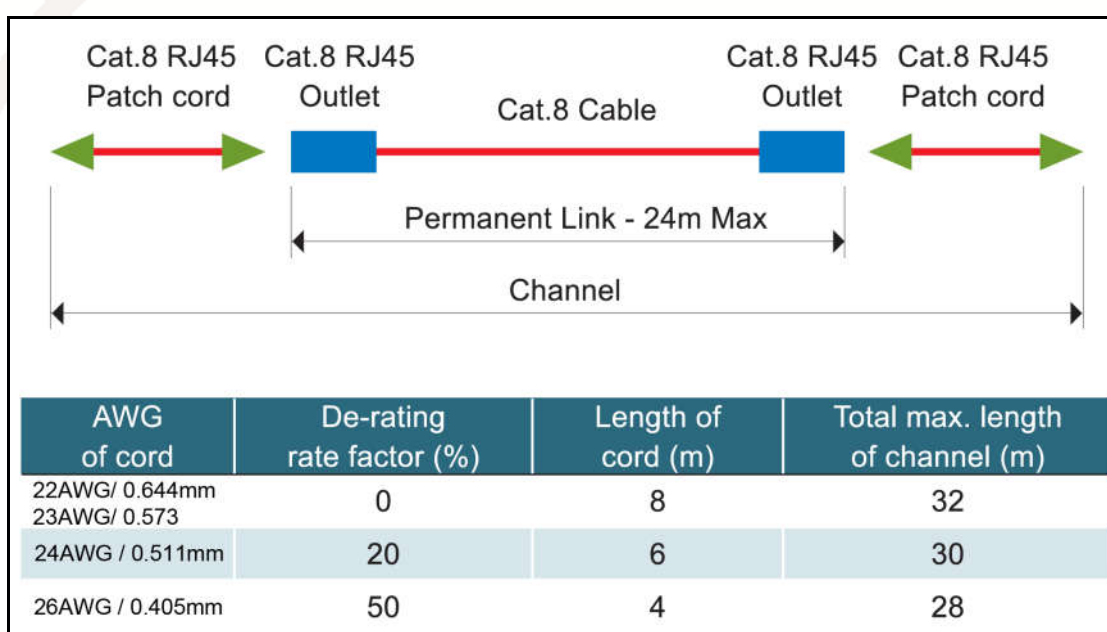 Cat.8 RJ45 Cat.8 RJ45 Cat.8 RJ45 Cat.8 RJ45
Patch cord Outlet Outlet Patch cord
Cat.8 Cable
Permanent Link - 24m Max
Channel
AWG De-rating Length of Total max. length
of cord rate factor (%) cord (m) of channel (m)
22AWG/ 0.644mm
23AWG/ 0.573
0 8 32
24AWG / 0.511mm 20 6 30
26AWG / 0.405mm 50 4 28